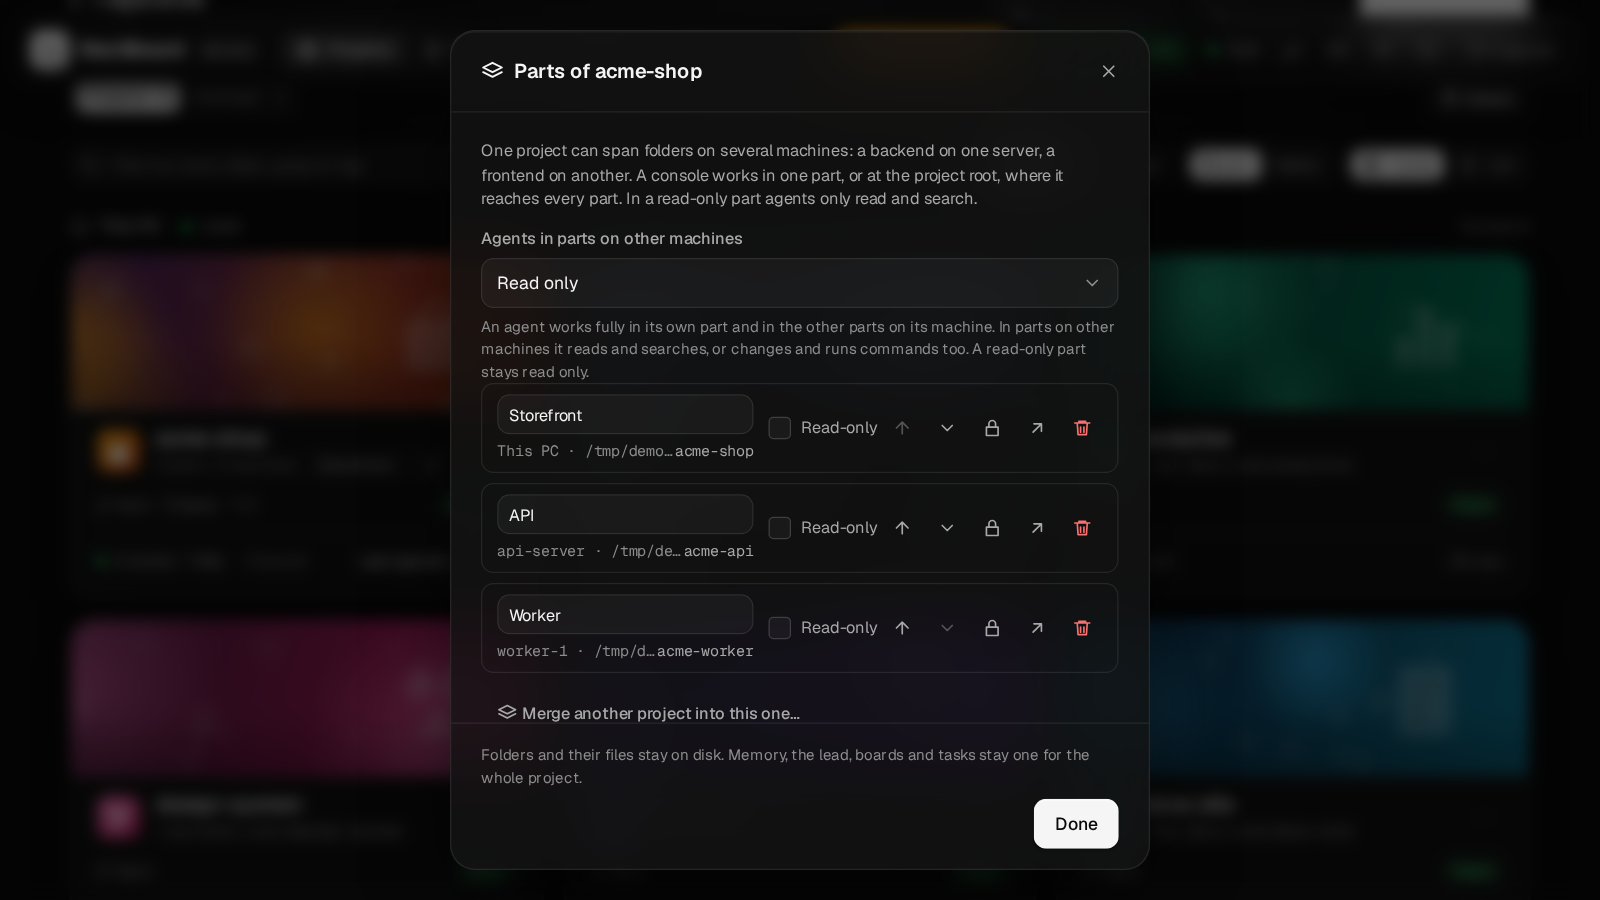 Parts of acme-shop
One project can span folders on several machines: a backend on one server, a
frontend on another. A console works in one part, or at the project root, where it
reaches every part. In a read-only part agents only read and search.
Agents in parts on other machines
Read only
An agent works fully in its own part and in the other parts on its machine. In parts on other
machines it reads and searches, or changes and runs commands too. A read-only part
stays read only.
Storefront
Read-only
This PC · /tmp/demo…acme-shop
API
Read-only
api-server · /tmp/de…acme-api
Worker
Read-only
worker-1 · /tmp/d…acme-worker
Merge another project into this one…
Folders and their files stay on disk. Memory, the lead, boards and tasks stay one for the
whole project.
Done